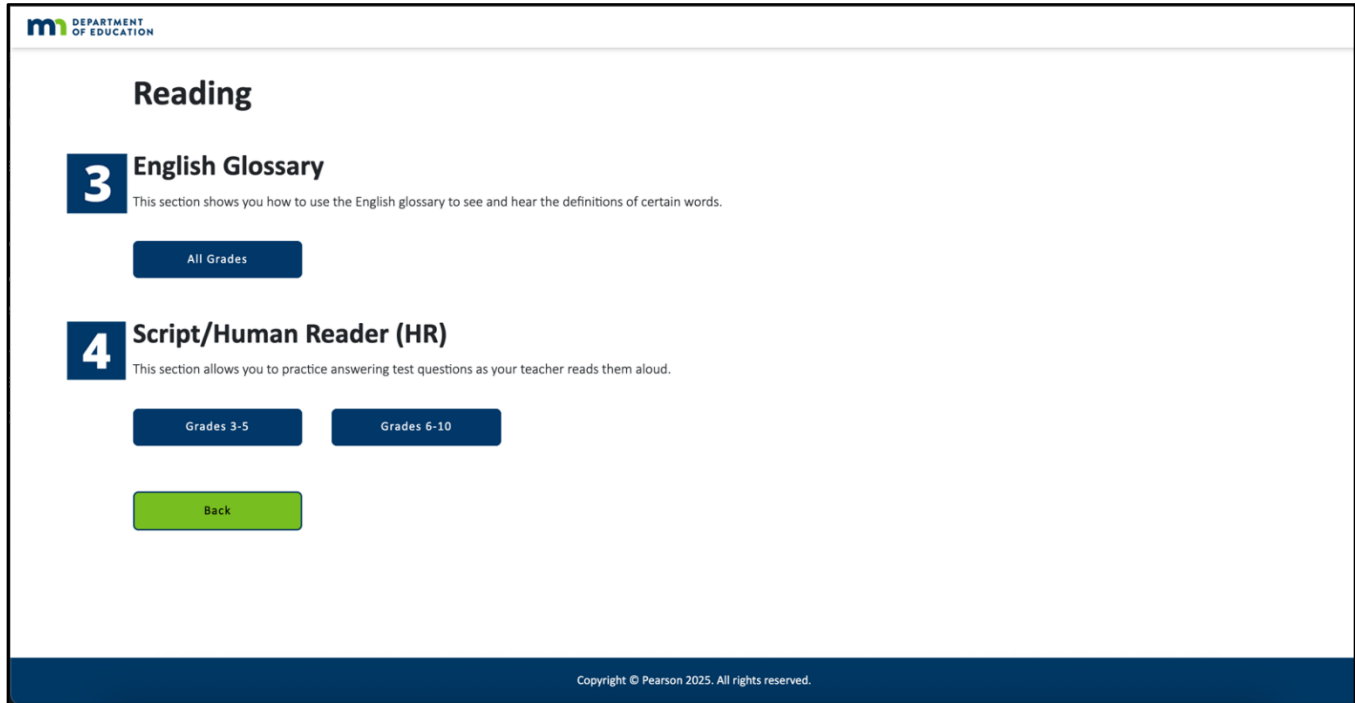 mn DEPARTMENT
OF EDUCATION
Reading
3
English Glossary
This section shows you how to use the English glossary to see and hear the definitions of certain words.
All Grades
4
Script/Human Reader (HR)
This section allows you to practice answering test questions as your teacher reads them aloud.
Grades 3-5
Grades 6-10
Back
Copyright © Pearson 2025. All rights reserved.